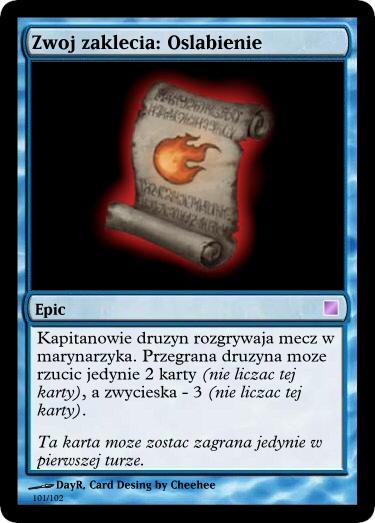 Zwoj zaklecia: Oslabienie
Epic
Kapitanowie druzyn rozgrywaja mecz w
marynarzyka. Przegrana druzyna moze
rzucic jedynie 2 karty (nie liczac tej
karty), a zwycieska - 3 (nie liczac tej
karty).
Ta karta moze zostac zagrana jedynie w
pierwszej turze.
DayR, Card Desing by Cheehee
101/102